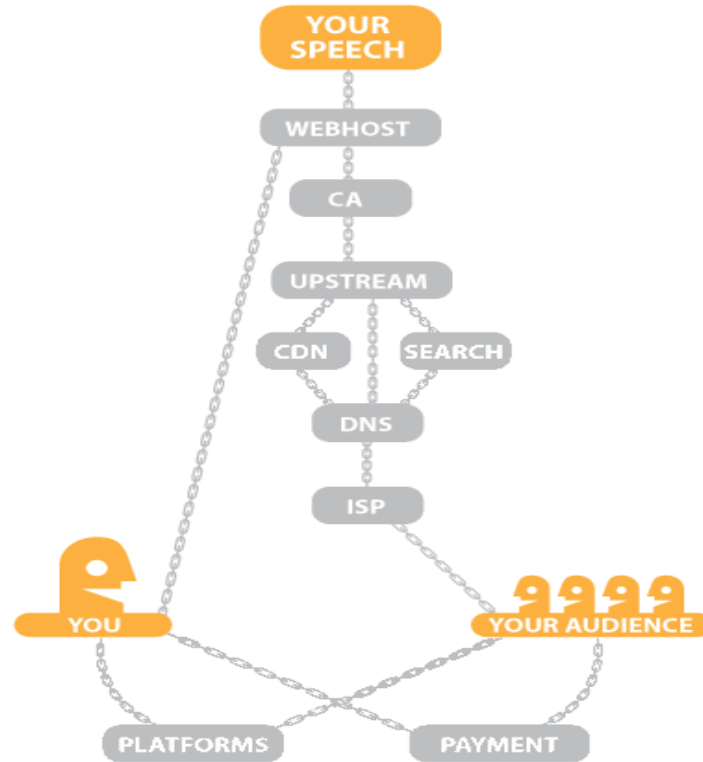 YOUR
SPEECH
WEBHOST
CA
UPSTREAM
CDN
SEARCH
DNS
ISP
YOU
YOUR AUDIENCE
PLATFORMS
PAYMENT